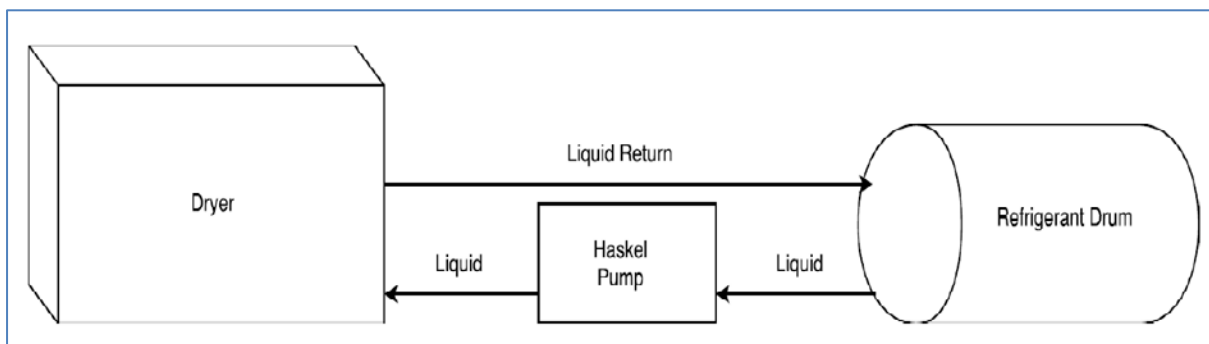 Liquid Return
Dryer
Refrigerant Drum
Haskel
Pump
Liquid
Liquid